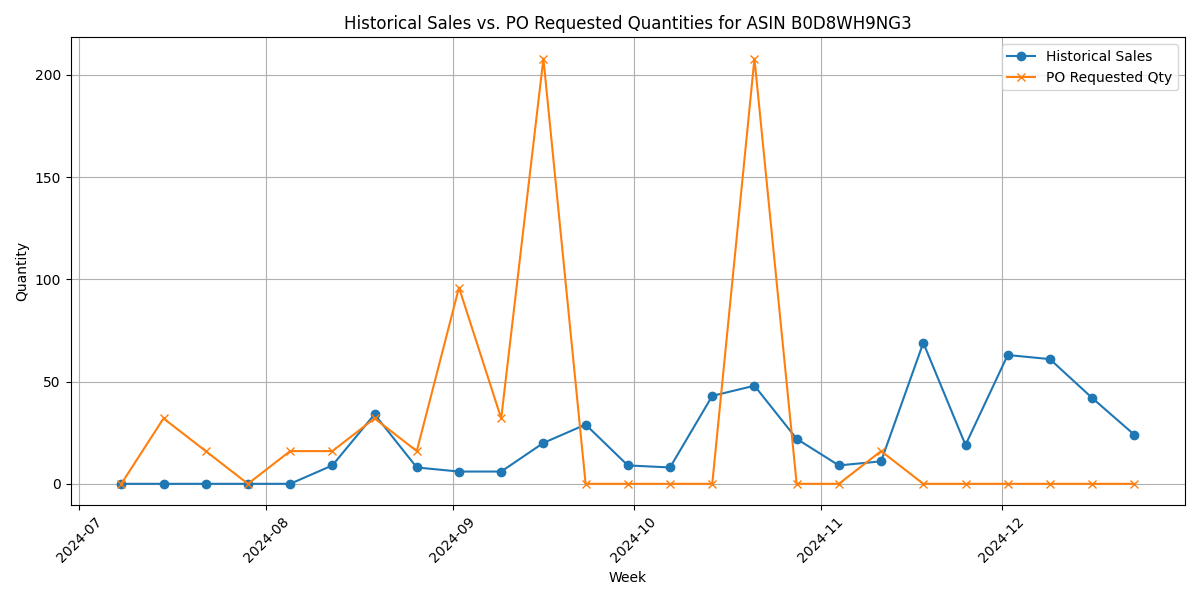 Historical Sales vs. PO Requested Quantities for ASIN B0D8WH9NG3
Historical Sales
PO Requested Qty
Quantity
200
150
100
50
0
2024-07
2024-08
2024-09
2024-10
2024-11
2024-12
Week